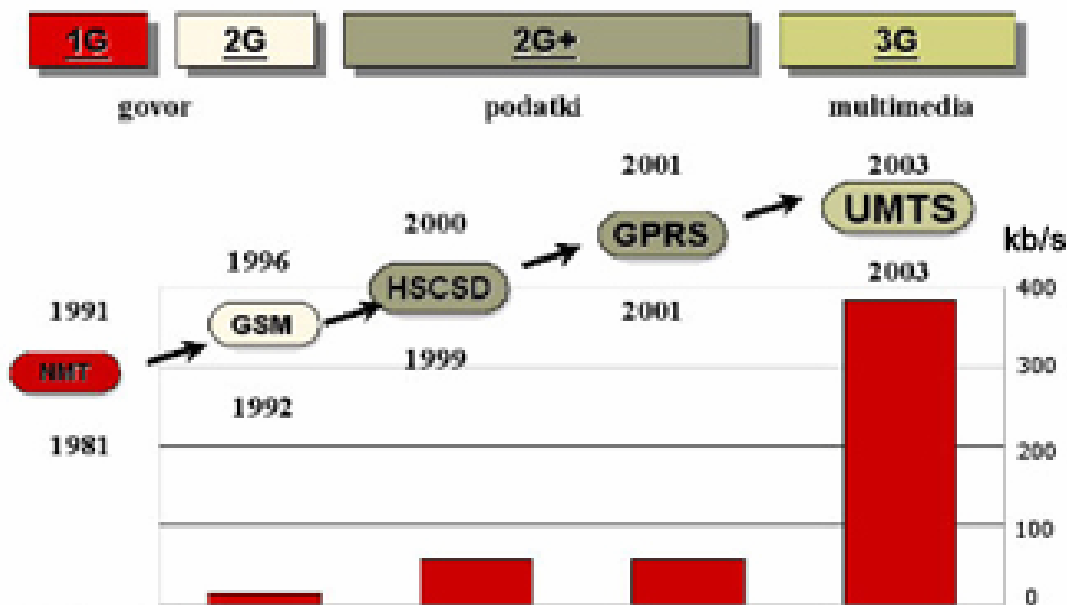 1G 2G 2G+ 3G
govor podatki multimedia
2001 2003
UMTS
2000 GPRS kb/s
1996 HSCSD 2003
400
1991 GSM 2001
NMT 1999 300
1992
1981 200
100
0